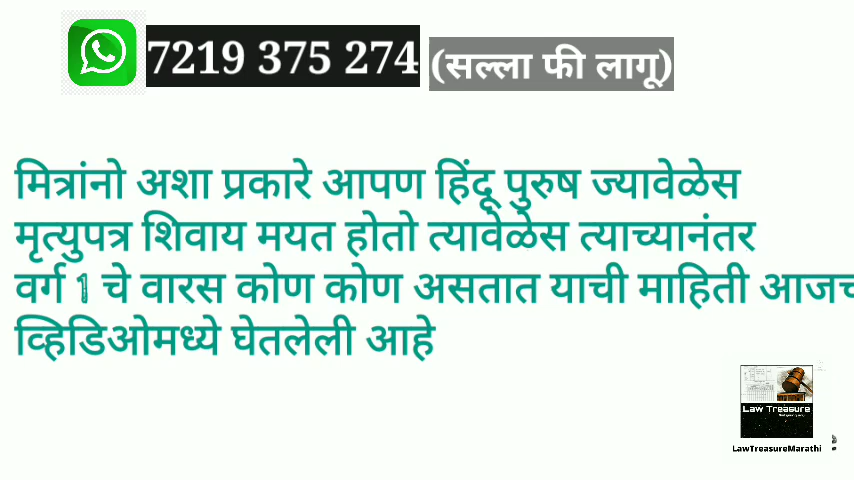 7219 375 274 (सल्ला फी लागू)
मित्रांनो अशा प्रकारे आपण हिंदू पुरुष ज्यावेळेस
मृत्युपत्र शिवाय मयत होतो त्यावेळेस त्याच्यानंतर
वर्ग 1 चे वारस कोण कोण असतात याची माहिती
व्हिडिओमध्ये घेतलेली आहे
Law Treasure
LawTreasureMarathi